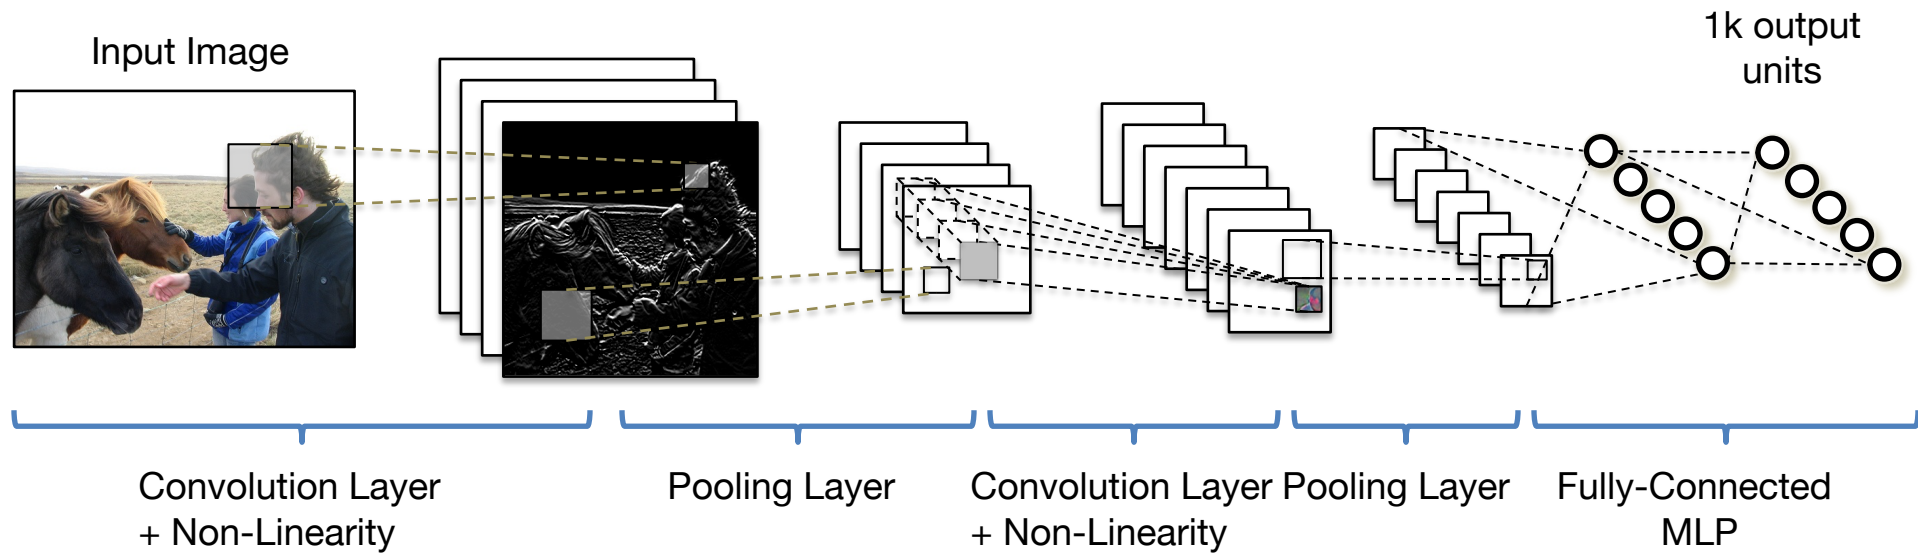 Input Image
1k output
units
Convolution Layer
+ Non-Linearity
Pooling Layer
Convolution Layer
+ Non-Linearity
Pooling Layer
Fully-Connected
MLP